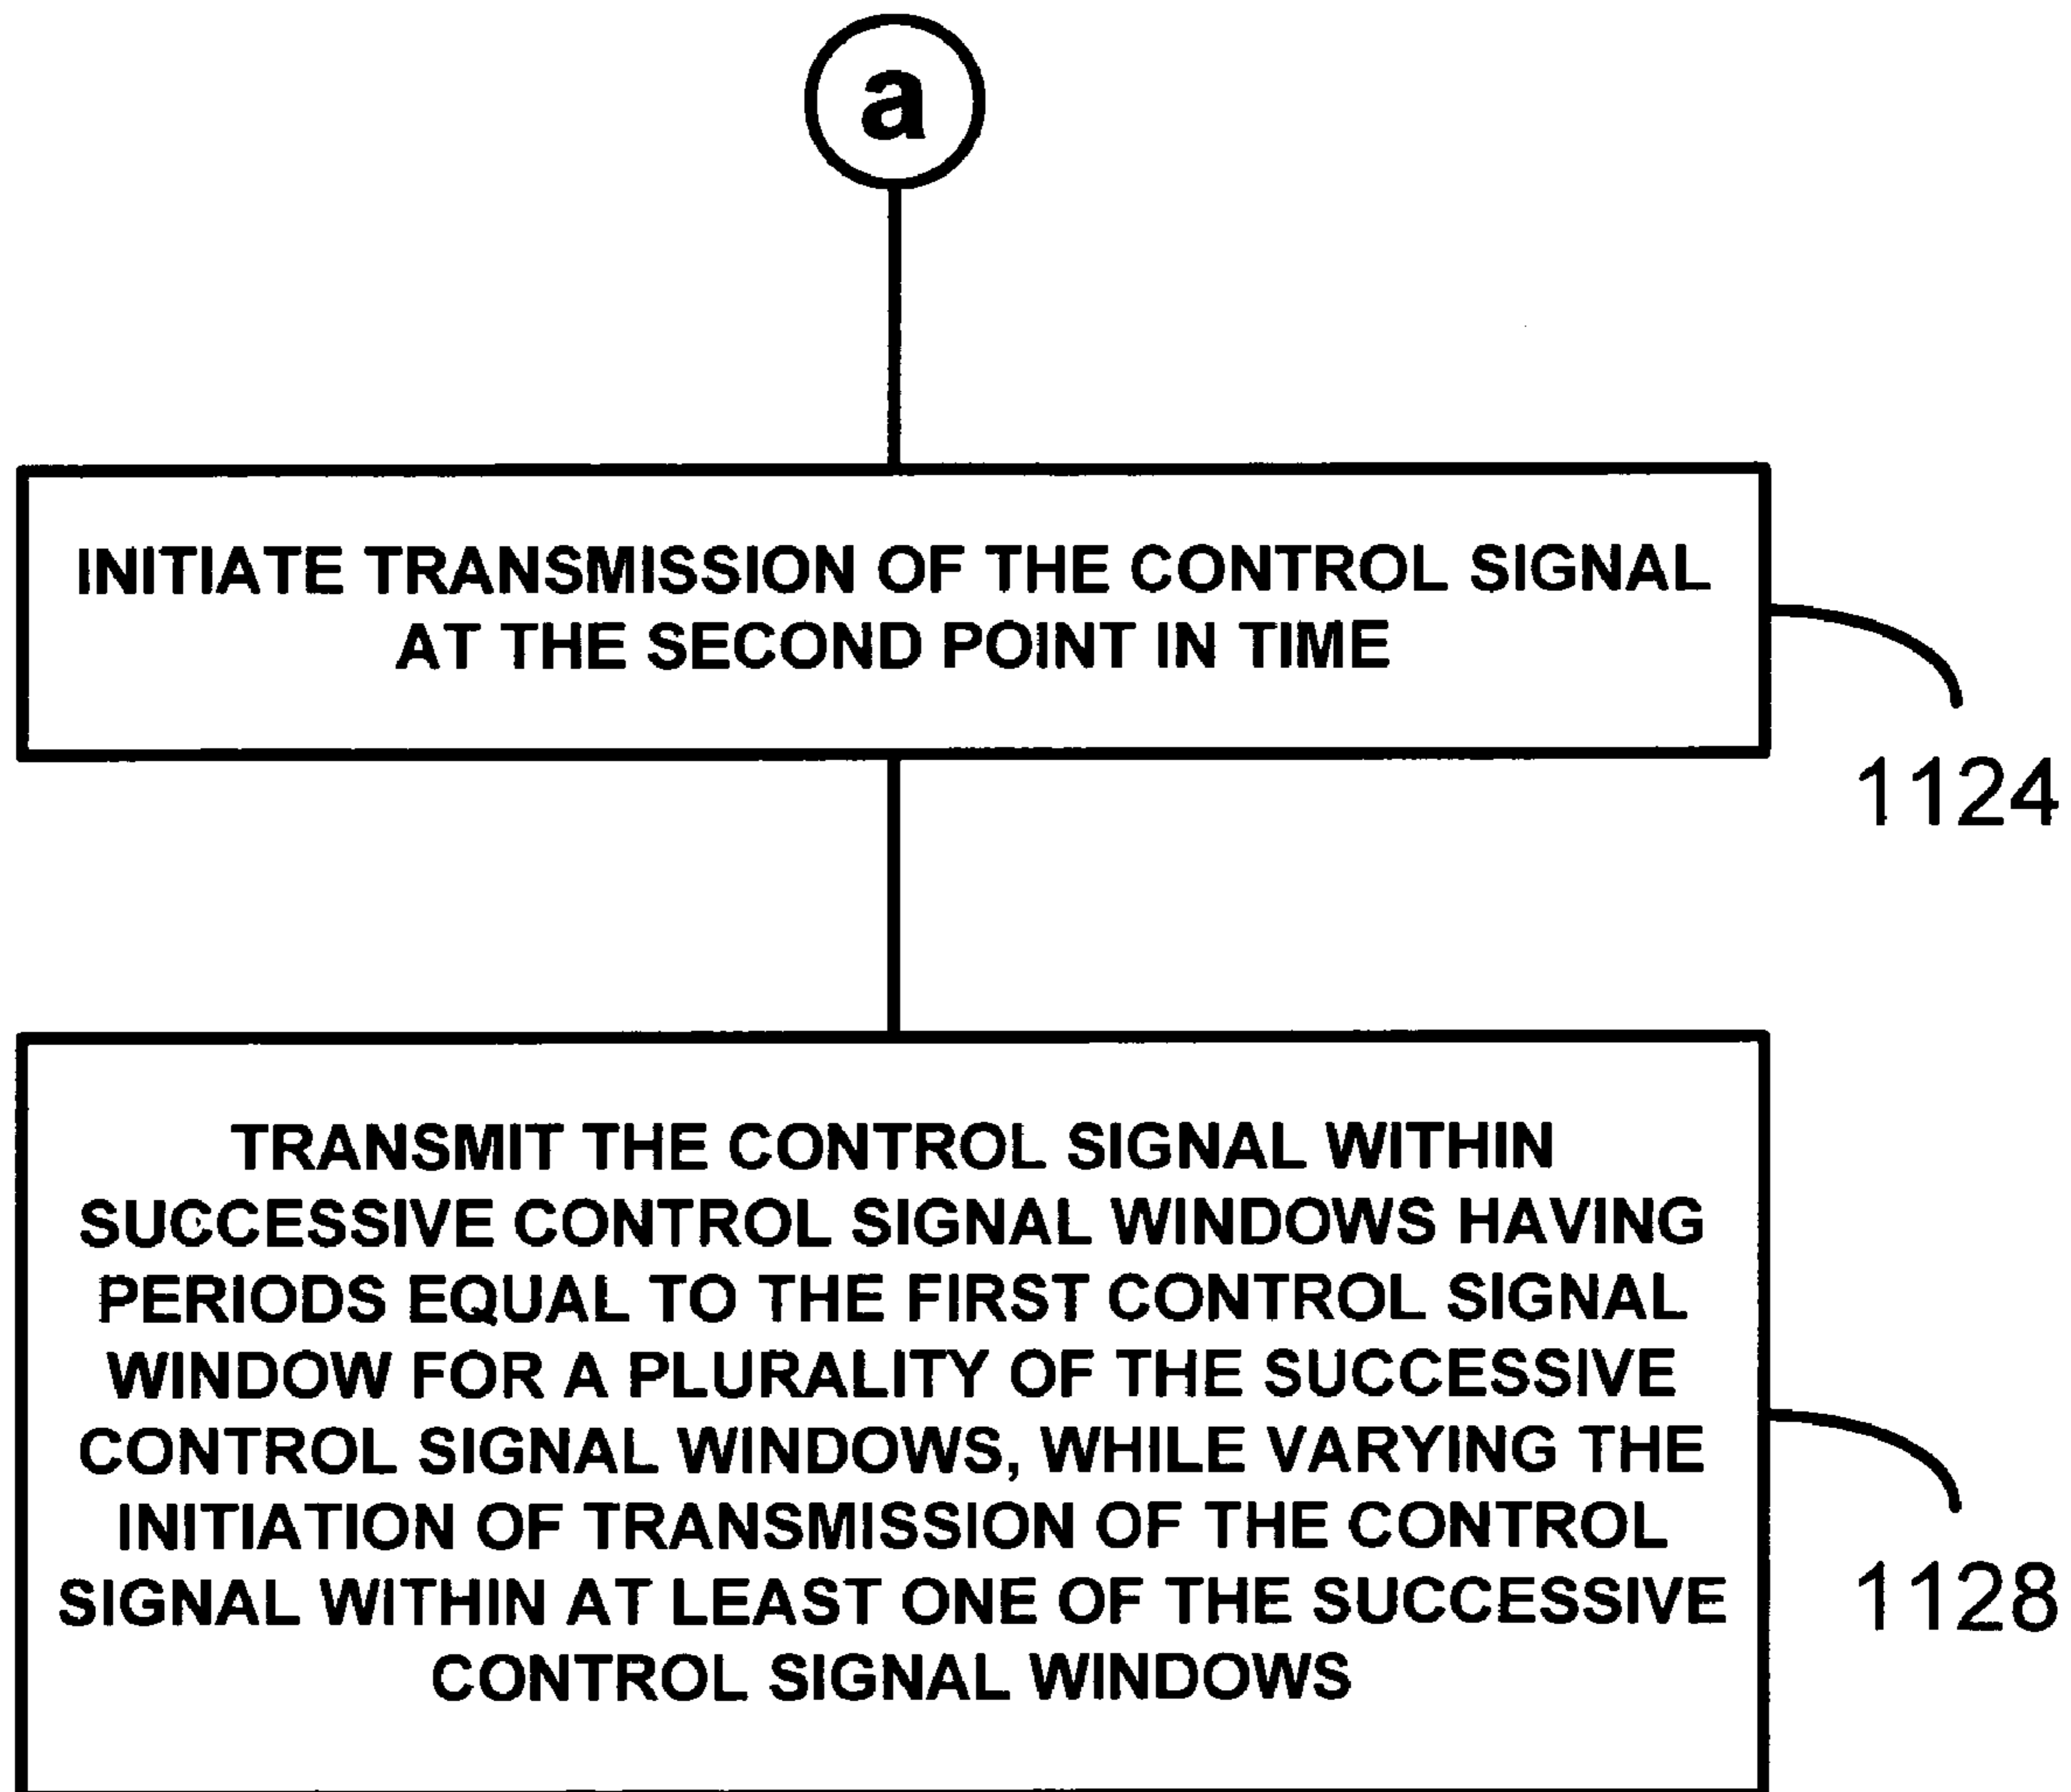 a
INITIATE TRANSMISSION OF THE CONTROL SIGNAL
AT THE SECOND POINT IN TIME
1124
TRANSMIT THE CONTROL SIGNAL WITHIN
SUCCESSIVE CONTROL SIGNAL WINDOWS HAVING
PERIODS EQUAL TO THE FIRST CONTROL SIGNAL
WINDOW FOR A PLURALITY OF THE SUCCESSIVE
CONTROL SIGNAL WINDOWS, WHILE VARYING THE
INITIATION OF TRANSMISSION OF THE CONTROL
SIGNAL WITHIN AT LEAST ONE OF THE SUCCESSIVE
CONTROL SIGNAL WINDOWS
1128